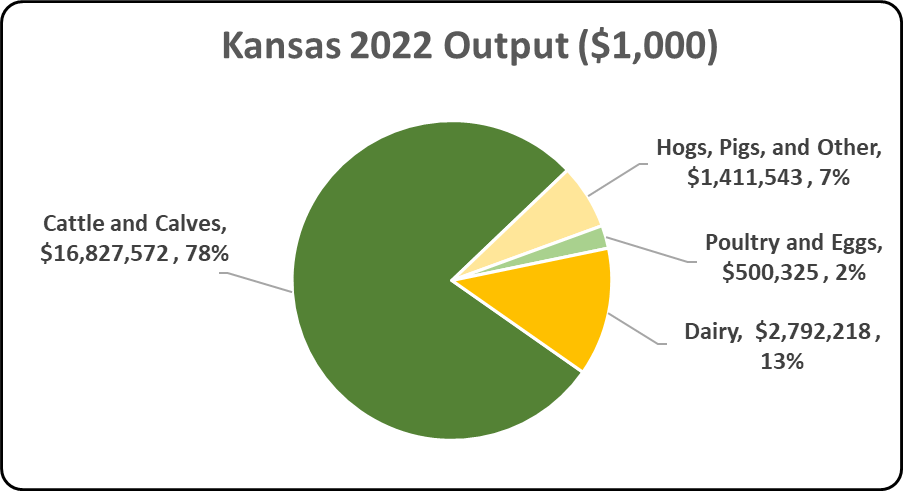 Kansas 2022 Output ($1,000)
Hogs, Pigs, and Other,
$1,411,543 , 7%
Cattle and Calves,
$16,827,572 , 78%
Poultry and Eggs,
$500,325 , 2%
Dairy,  $2,792,218 ,
13%